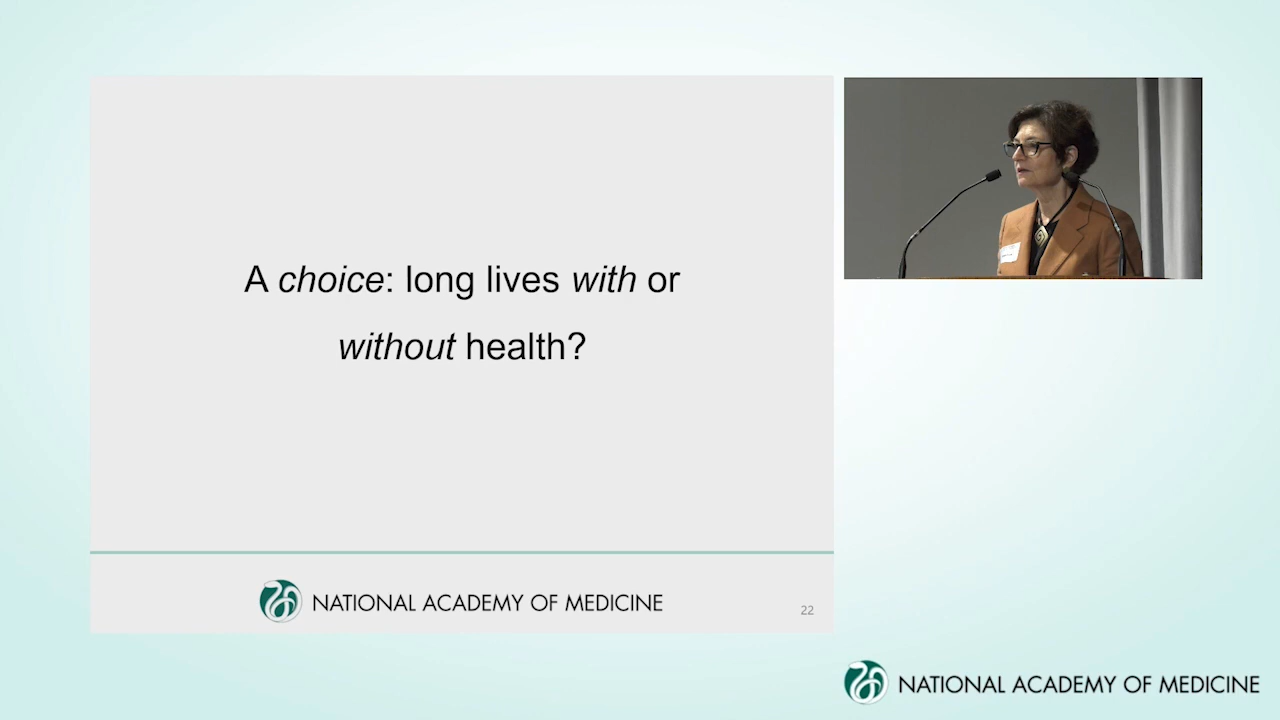 A choice: long lives with or
without health?
NATIONAL ACADEMY OF MEDICINE
22
NATIONAL ACADEMY OF MEDICINE